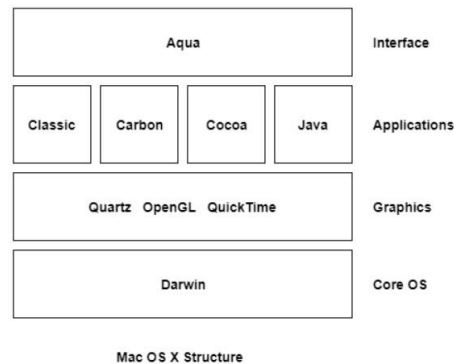 Aqua Interface
Classic Carbon Cocoa Java Applications
Quartz OpenGL QuickTime Graphics
Darwin Core OS
Mac OS X Structure